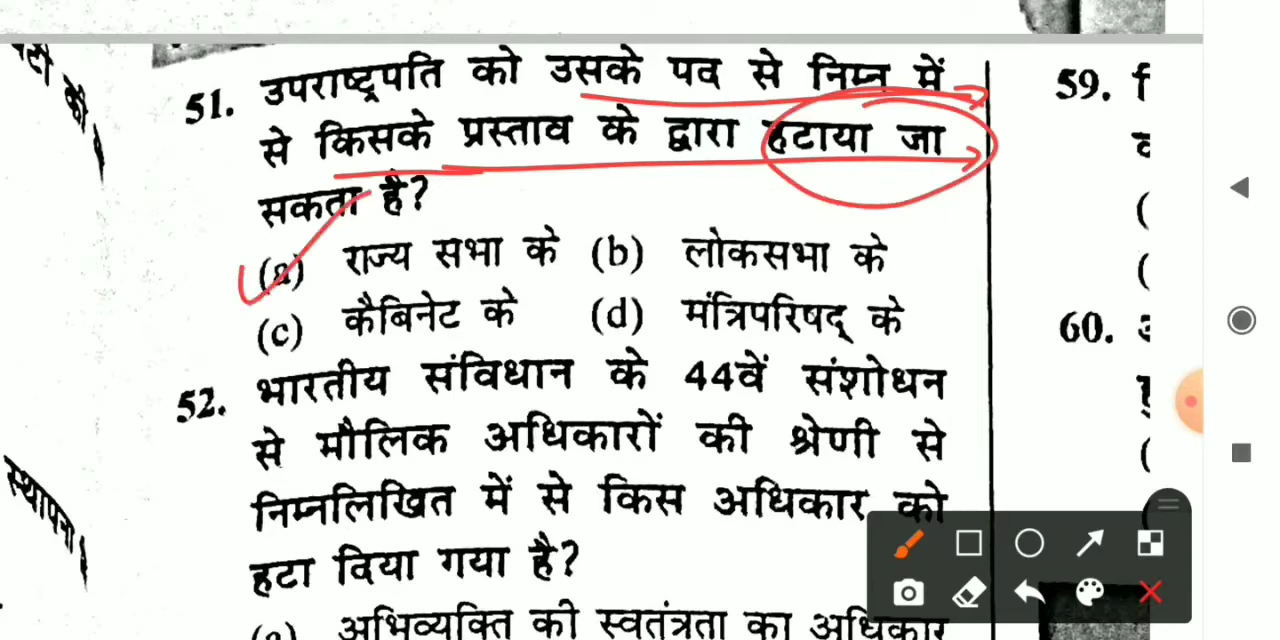 51. उपराष्ट्रपति को उसके पद से निम्न में
से किसके प्रस्ताव के द्वारा हटाया जा
सकता है?
(a) राज्य सभा के (b) लोकसभा के
(c) कैबिनेट के (d) मंत्रिपरिषद् के
52. भारतीय संविधान के 44वें संशोधन
से मौलिक अधिकारों की श्रेणी से
निम्नलिखित में से किस अधिकार को
हटा दिया गया है?
(a) अभिव्यक्ति की स्वतंत्रता का अधिकार
59.
60.
स्थापना